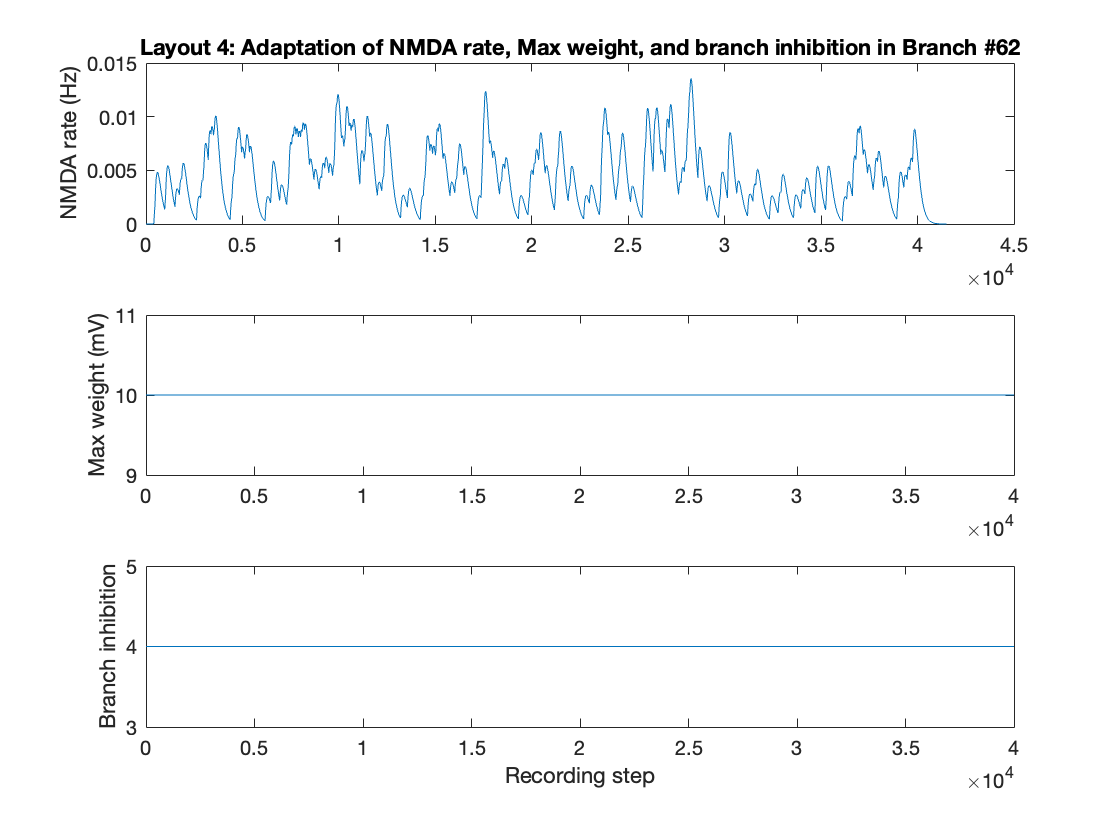 Layout 4: Adaptation of NMDA rate, Max weight, and branch inhibition in Branch #62
NMDA rate (Hz)
0.015
0.01
0.005
0
0 0.5 1 1.5 2 2.5 3 3.5 4 4.5
×10^4
Max weight (mV)
11
10
9
0 0.5 1 1.5 2 2.5 3 3.5 4
×10^4
Branch inhibition
5
4
3
0 0.5 1 1.5 2 2.5 3 3.5 4
Recording step
×10^4